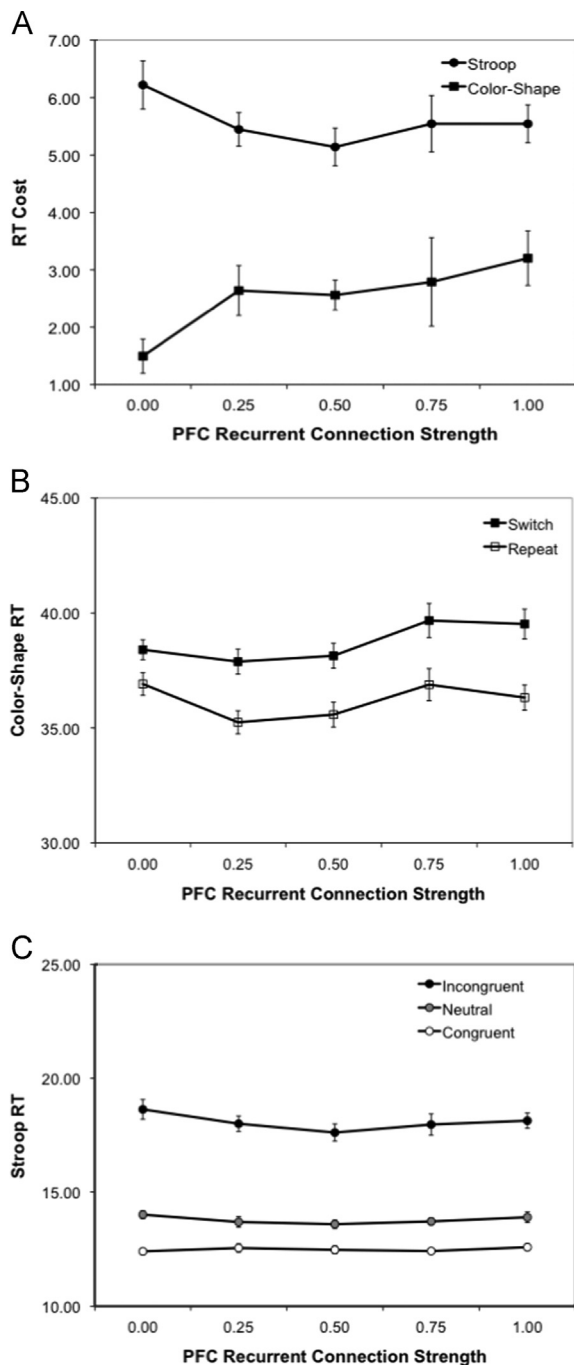 A
7.00
Stroop
Color-Shape
6.00
5.00
4.00
3.00
2.00
1.00
RT Cost
0.00 0.25 0.50 0.75 1.00
PFC Recurrent Connection Strength
B
45.00
Switch
Repeat
40.00
35.00
30.00
Color-Shape RT
0.00 0.25 0.50 0.75 1.00
PFC Recurrent Connection Strength
C
25.00
Incongruent
Neutral
Congruent
20.00
15.00
10.00
Stroop RT
0.00 0.25 0.50 0.75 1.00
PFC Recurrent Connection Strength